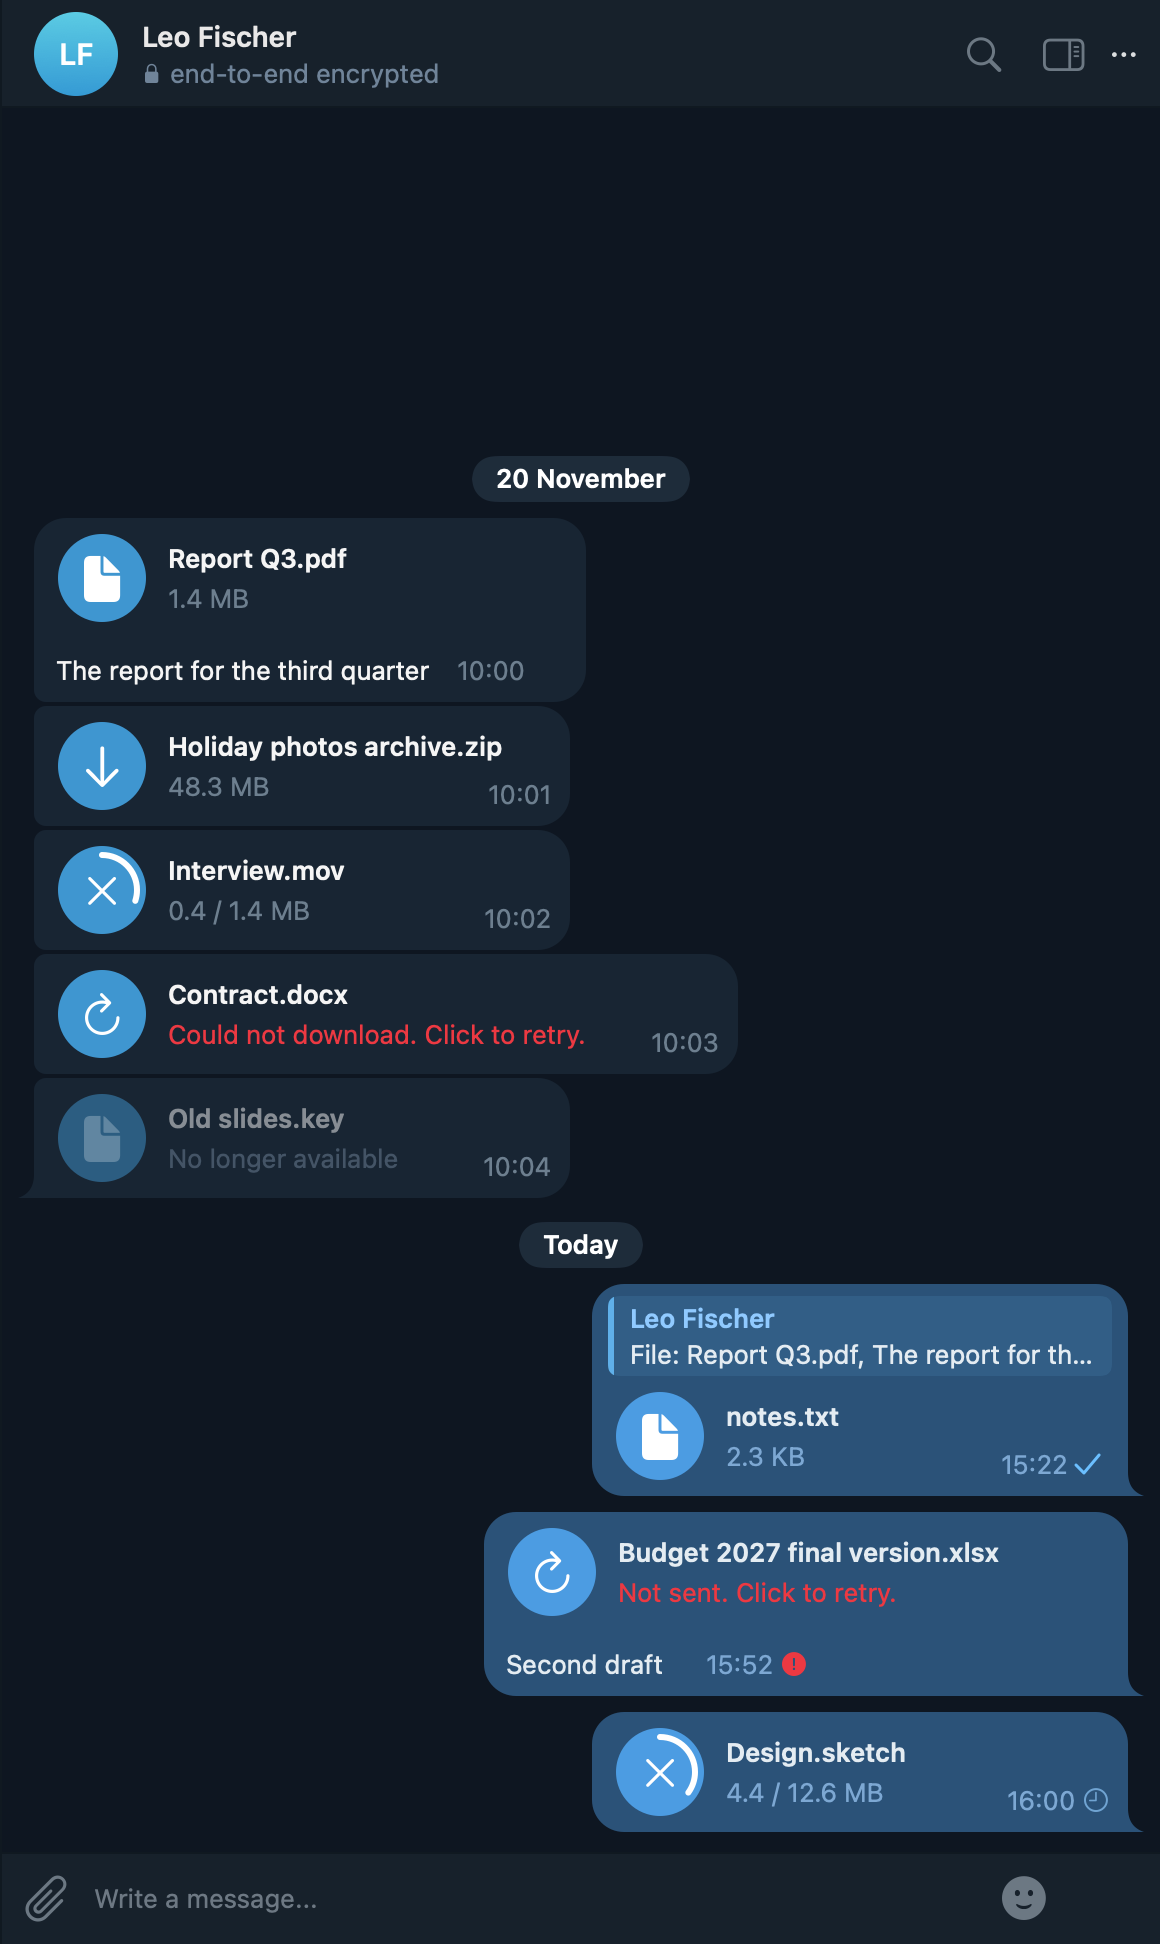 LF
Leo Fischer
end-to-end encrypted
20 November
Report Q3.pdf
1.4 MB
The report for the third quarter 10:00
Holiday photos archive.zip
48.3 MB
10:01
Interview.mov
0.4 / 1.4 MB
10:02
Contract.docx
Could not download. Click to retry.
10:03
Old slides.key
No longer available
10:04
Today
Leo Fischer
File: Report Q3.pdf, The report for th...
notes.txt
2.3 KB
15:22
Budget 2027 final version.xlsx
Not sent. Click to retry.
Second draft 15:52
Design.sketch
4.4 / 12.6 MB
16:00
Write a message...